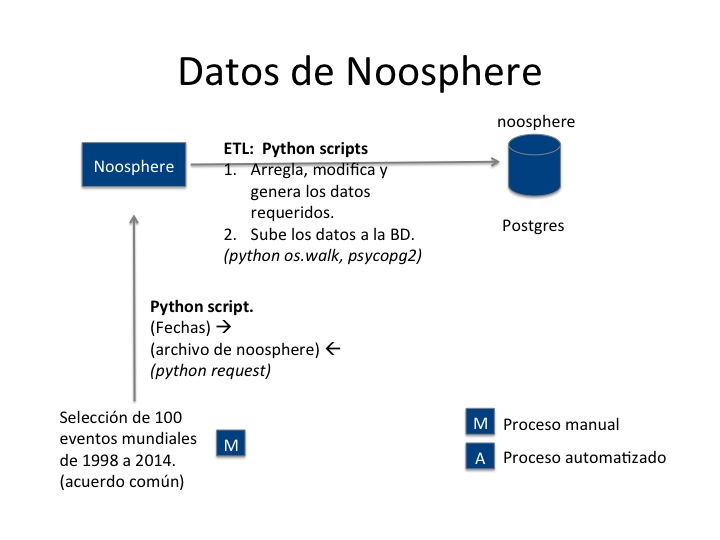 Datos de Noosphere
noosphere
Noosphere
ETL: Python scripts
1. Arregla, modifica y
genera los datos
requeridos.
2. Sube los datos a la BD.
(python os.walk, psycopg2)
Postgres
Python script.
(Fechas) →
(archivo de noosphere) ←
(python request)
Selección de 100
eventos mundiales
de 1998 a 2014.
(acuerdo común)
M
M Proceso manual
A Proceso automatizado